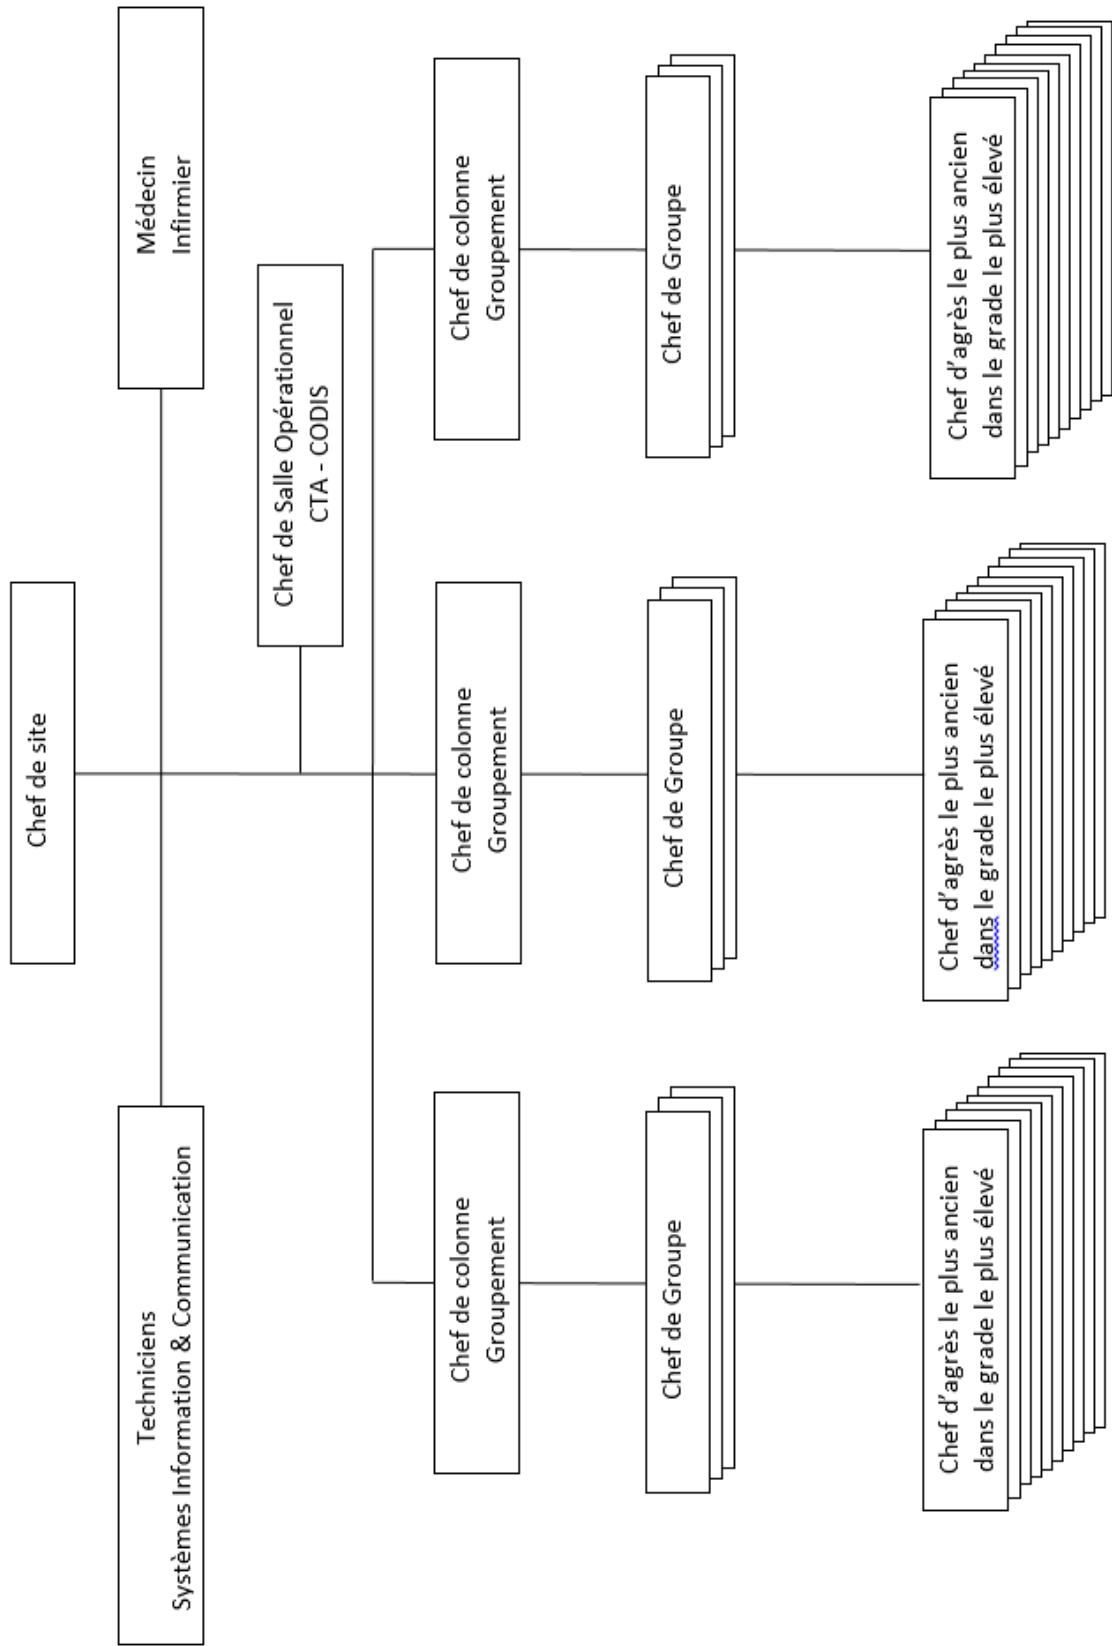 Chef de site
Techniciens
Systèmes Information & Communication
Médecin
Infirmier
Chef de Salle Opérationnel
CTA - CODIS
Chef de colonne
Groupement
Chef de colonne
Groupement
Chef de colonne
Groupement
Chef de Groupe
Chef de Groupe
Chef de Groupe
Chef d'agrès le plus ancien
dans le grade le plus élevé
Chef d'agrès le plus ancien
dans le grade le plus élevé
Chef d'agrès le plus ancien
dans le grade le plus élevé